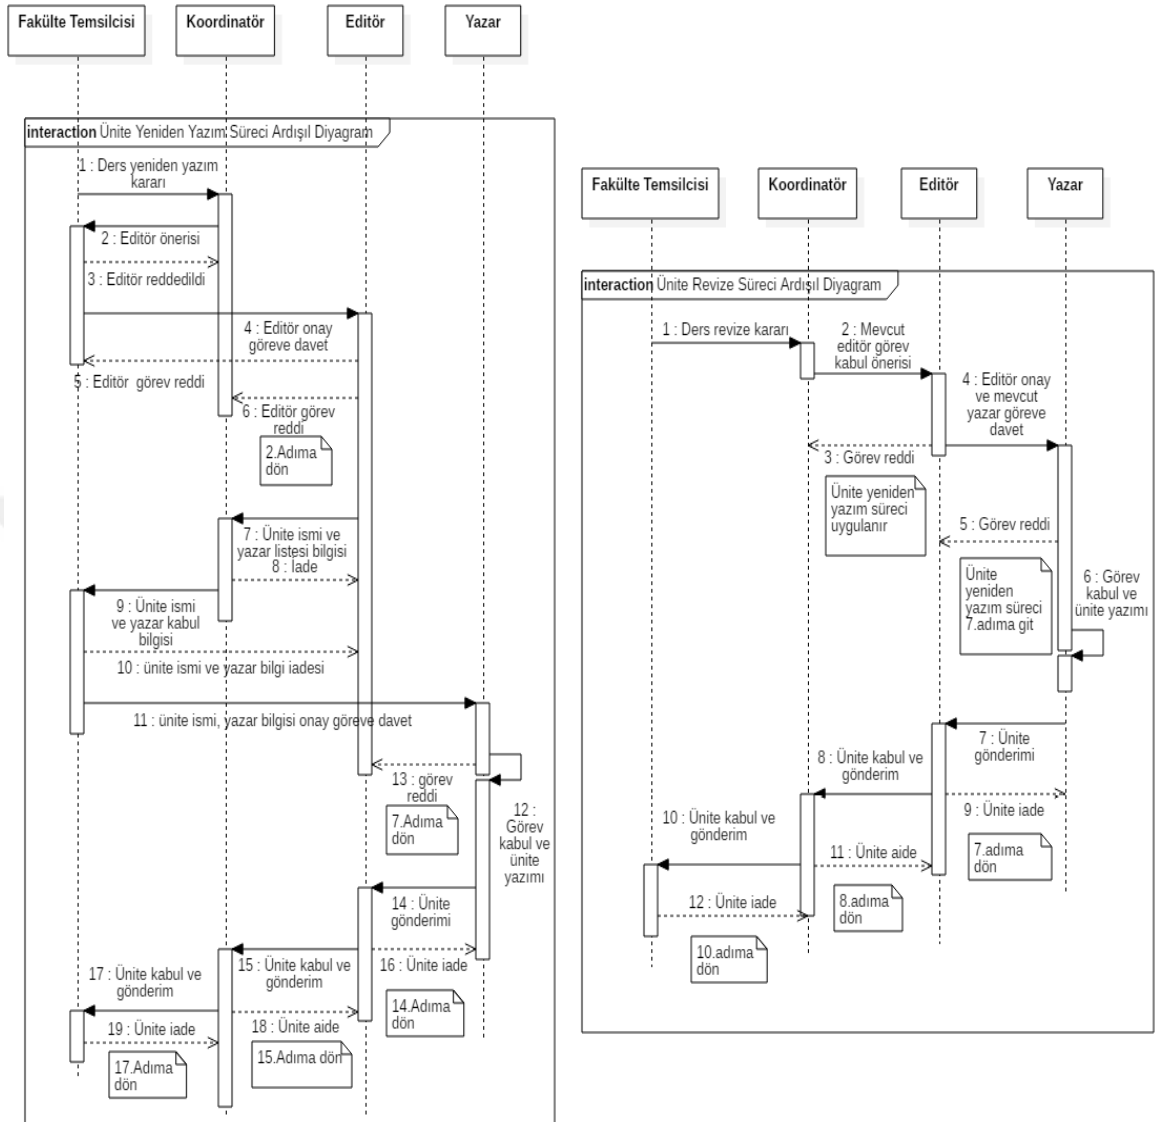 Fakülte Temsilcisi
Koordinatör
Editör
Yazar
interaction Ünite Yeniden Yazım Süreci Ardışıl Diyagram
1 : Ders yeniden yazım
kararı
2 : Editör önerisi
3 : Editör reddedildi
4 : Editör onay
göreve davet
5 : Editör görev reddi
6 : Editör görev
reddi
2.Adıma
dön
7 : Ünite ismi ve
yazar listesi bilgisi
8 : İade
9 : Ünite ismi
ve yazar kabul
bilgisi
10 : ünite ismi ve yazar bilgi iadesi
11 : ünite ismi, yazar bilgisi onay göreve davet
13 : görev
reddi
7.Adıma
dön
12 :
Görev
kabul ve
ünite
yazımı
14 : Ünite
gönderimi
15 : Ünite kabul ve
gönderim
16 : Ünite iade
14.Adıma
dön
17 : Ünite kabul ve
gönderim
18 : Ünite aide
15.Adıma dön
19 : Ünite iade
17.Adıma
dön
Fakülte Temsilcisi
Koordinatör
Editör
Yazar
interaction Ünite Revize Süreci Ardışıl Diyagram
1 : Ders revize kararı
2 : Mevcut
editör görev
kabul önerisi
4 : Editör onay
ve mevcut
yazar göreve
davet
3 : Görev reddi
Ünite yeniden
yazım süreci
uygulanır
5 : Görev reddi
Ünite
yeniden
yazım süreci
7.adıma git
6 : Görev
kabul ve
ünite yazımı
7 : Ünite
gönderimi
8 : Ünite kabul ve
gönderim
9 : Ünite iade
7.adıma
dön
10 : Ünite kabul ve
gönderim
11 : Ünite aide
8.adıma
dön
12 : Ünite iade
10.adıma
dön